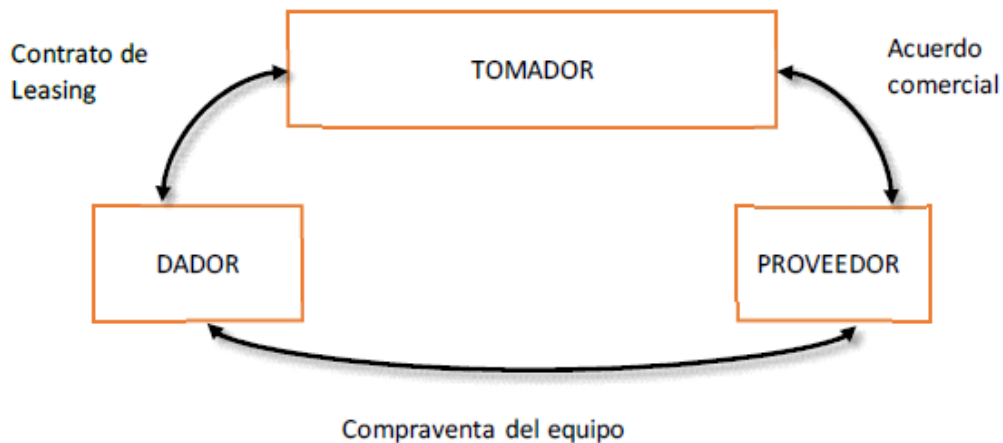 Contrato de
Leasing
TOMADOR
Acuerdo
comercial
DADOR
PROVEEDOR
Compraventa del equipo